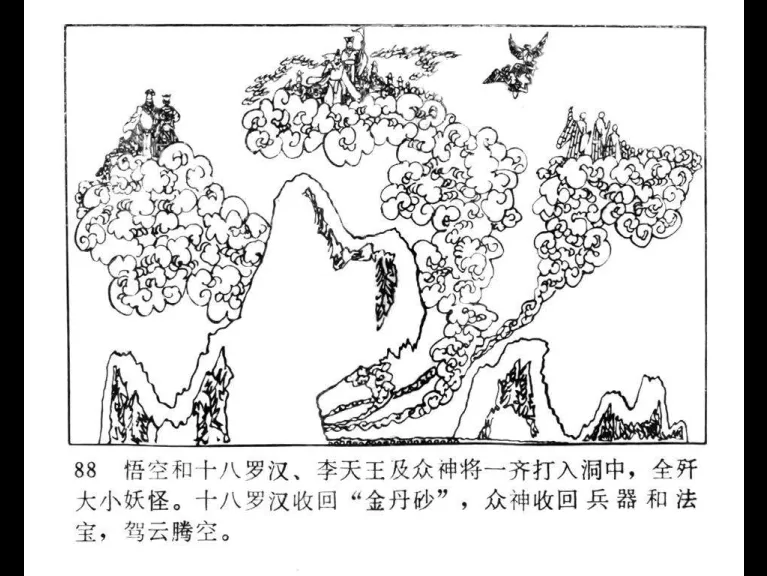 88 悟空和十八罗汉、李天王及众神将一齐打入洞中，全歼
大小妖怪。十八罗汉收回“金丹砂”，众神收回兵器和法
宝，驾云腾空。